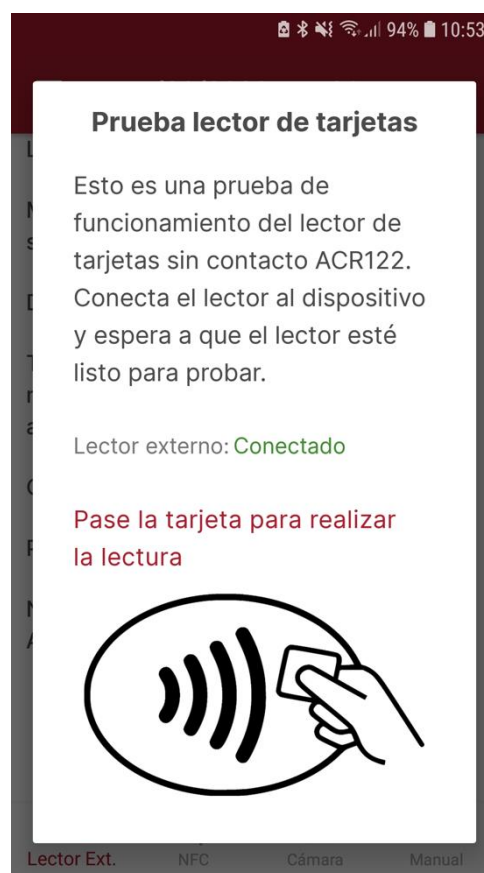 94% 10:53
Prueba lector de tarjetas
Esto es una prueba de
funcionamiento del lector de
tarjetas sin contacto ACR122.
Conecta el lector al dispositivo
y espera a que el lector esté
listo para probar.
Lector externo: Conectado
Pase la tarjeta para realizar
la lectura
Lector Ext. NFC Cámara Manual